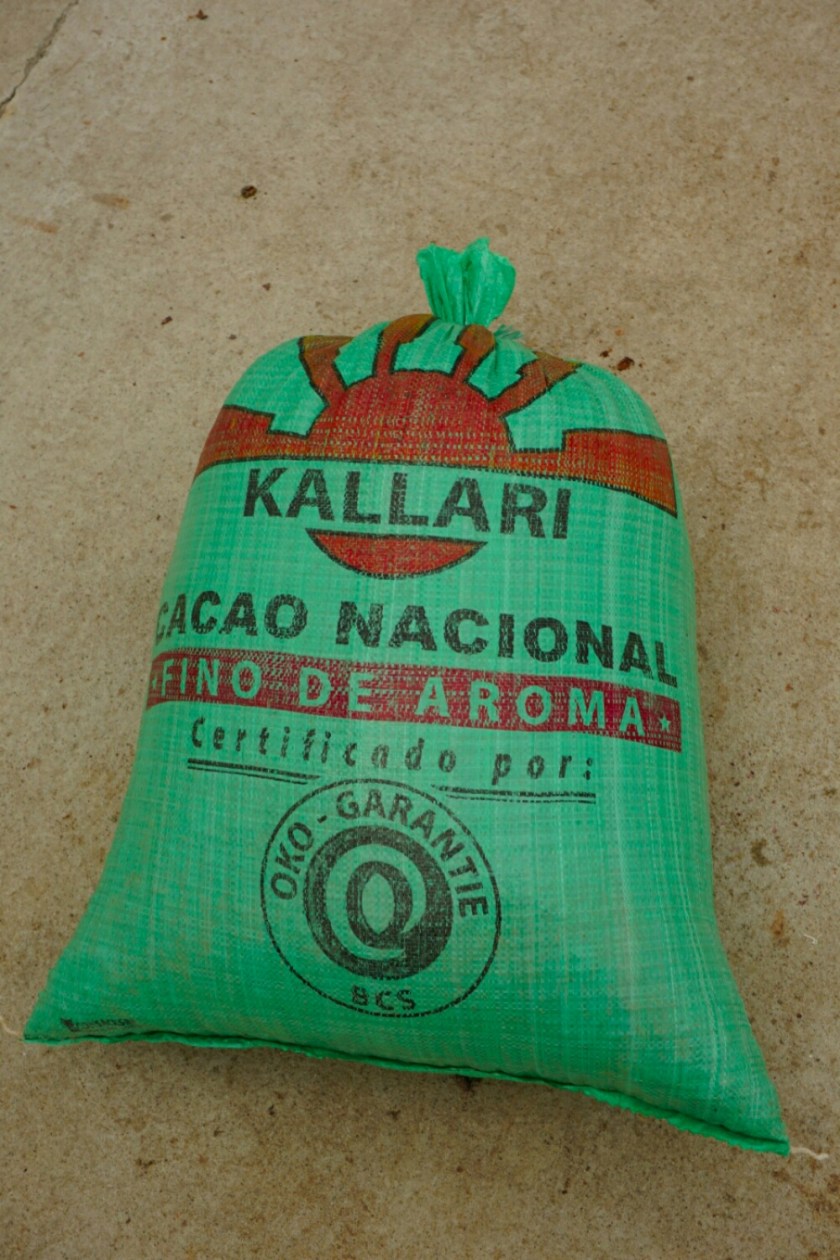 KALLARI
CACAO NACIONAL
FINO DE AROMA
Certificado por:
OKO - GARANTIE
BCS